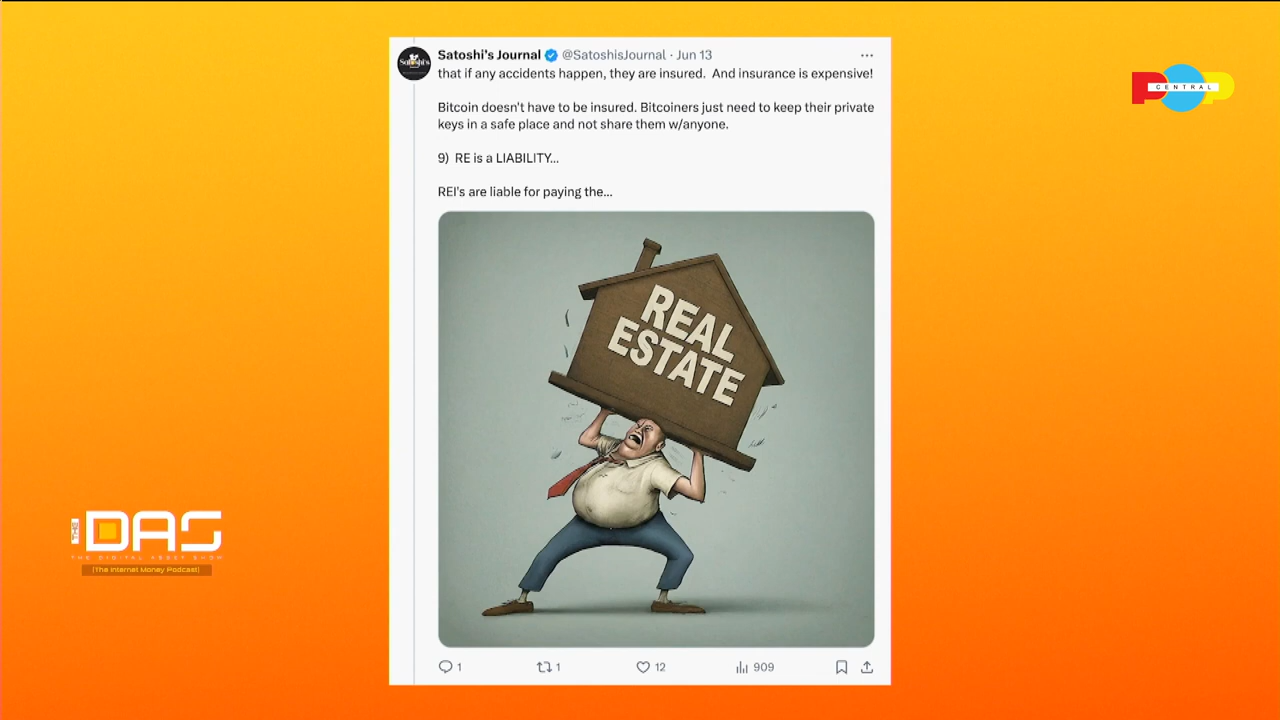 Satoshi's Journal @SatoshisJournal · Jun 13
that if any accidents happen, they are insured. And insurance is expensive!
Bitcoin doesn't have to be insured. Bitcoiners just need to keep their private
keys in a safe place and not share them w/anyone.
9) RE is a LIABILITY...
REI's are liable for paying the...
REAL
ESTATE
1 1 12 909
POP
CENTRAL
THE DAS
THE DIGITAL ASSET SHOW
(The Internet Money Podcast)